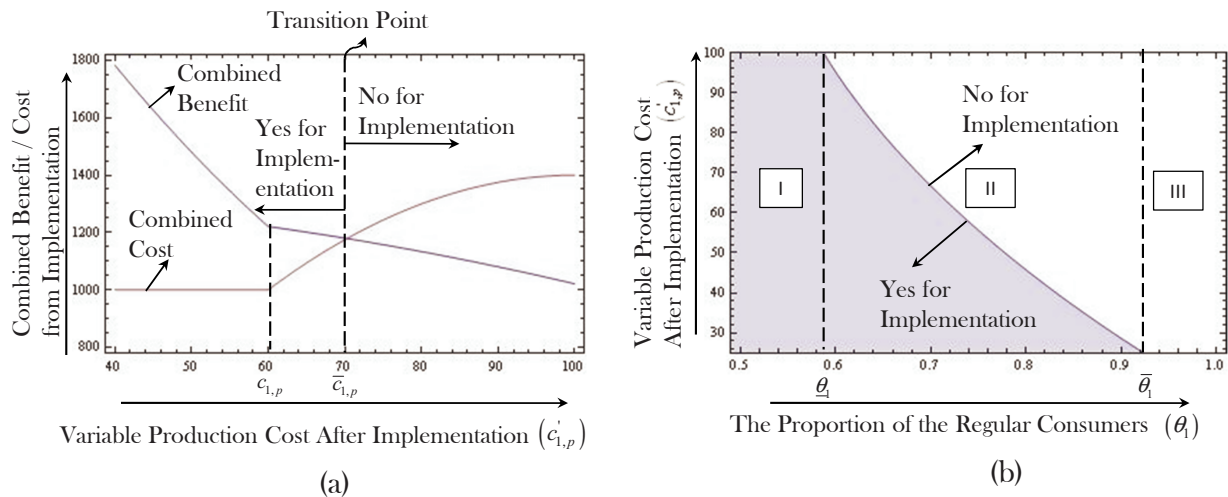 Transition Point
1800
1600
1400
1200
1000
800
Combined Benefit / Cost
from Implementation
Combined
Benefit
Yes for
Implem-
entation
No for
Implementation
Combined
Cost
40 50 60 70 80 90 100
c₁,ₚ c̅₁,ₚ
Variable Production Cost After Implementation (c'₁,ₚ)
(a)
100
90
80
70
60
50
40
30
Variable Production Cost
After Implementation (c'₁,ₚ)
No for
Implementation
I
II
III
Yes for
Implementation
0.5 0.6 0.7 0.8 0.9 1.0
θ̲₁ θ̅₁
The Proportion of the Regular Consumers (θ₁)
(b)